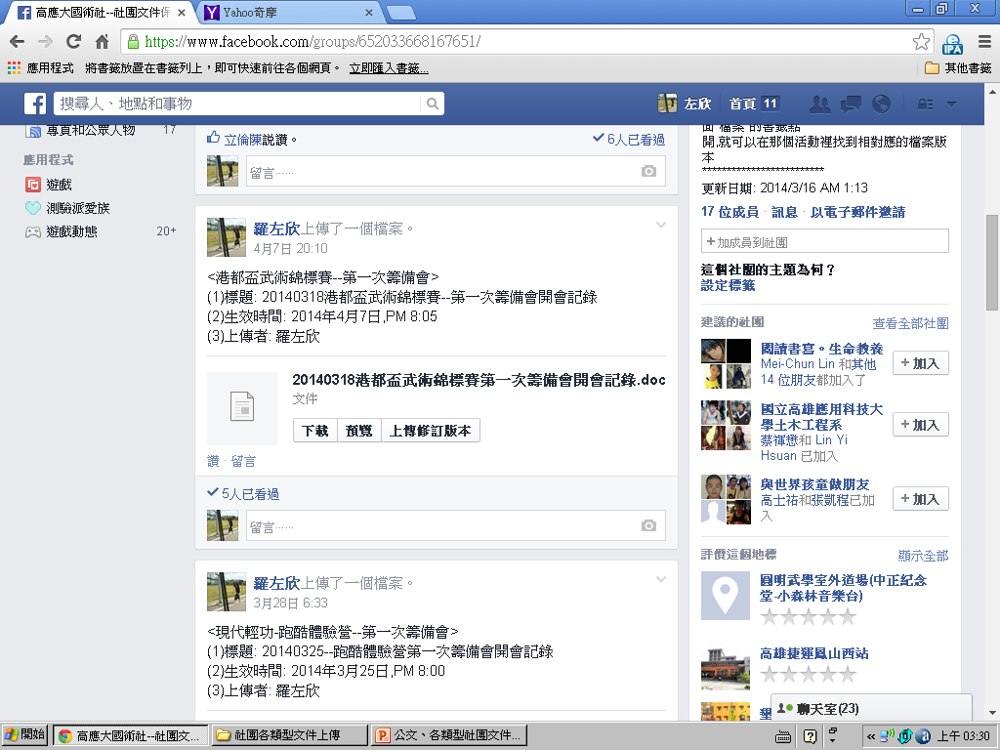 高應大國術社--社團文件保
Yahoo奇摩
https://www.facebook.com/groups/652033668167651/
應用程式 將書籤放置在書籤列上，即可快速前往各個網頁。 立即匯入書籤...
其他書籤
搜尋人、地點和事物
左欣 首頁 11
專頁和公眾人物 17
應用程式
遊戲
測驗派愛族
遊戲動態 20+
立倫陳說讚。
6人已看過
留言......
羅左欣上傳了一個檔案。
4月7日 20:10
<港都盃武術錦標賽--第一次籌備會>
(1)標題: 20140318港都盃武術錦標賽--第一次籌備會開會記錄
(2)生效時間: 2014年4月7日,PM 8:05
(3)上傳者: 羅左欣
20140318港都盃武術錦標賽第一次籌備會開會記錄.doc
文件
下載 預覽 上傳修訂版本
讚 · 留言
5人已看過
留言......
羅左欣上傳了一個檔案。
3月28日 6:33
<現代輕功-跑酷體驗營--第一次籌備會>
(1)標題: 20140325--跑酷體驗營第一次籌備會開會記錄
(2)生效時間: 2014年3月25日,PM 8:00
(3)上傳者: 羅左欣
面"檔案"的書籤點
開,就可以在那個活動裡找到相對應的檔案版
本
************************
更新日期: 2014/3/16 AM 1:13
17 位成員 · 訊息 · 以電子郵件邀請
+加成員到社團
這個社團的主題為何？
設定標籤
建議的社團 查看全部社團
閱讀書寫。生命教養
Mei-Chun Lin 和其他
14 位朋友都加入了
+ 加入
國立高雄應用科技大
學土木工程系
蔡褘懋和 Lin Yi
Hsuan 已加入
+ 加入
與世界孩童做朋友
高士祐和張凱程已加
入
+ 加入
評價這個地標 顯示全部
圓明武學室外道場(中正紀念
堂-小森林音樂台)
高雄捷運鳳山西站
聊天室(23)
開始
高應大國術社--社團文...
社團各類型文件上傳
公文、各類型社團文件...
上午 03:30